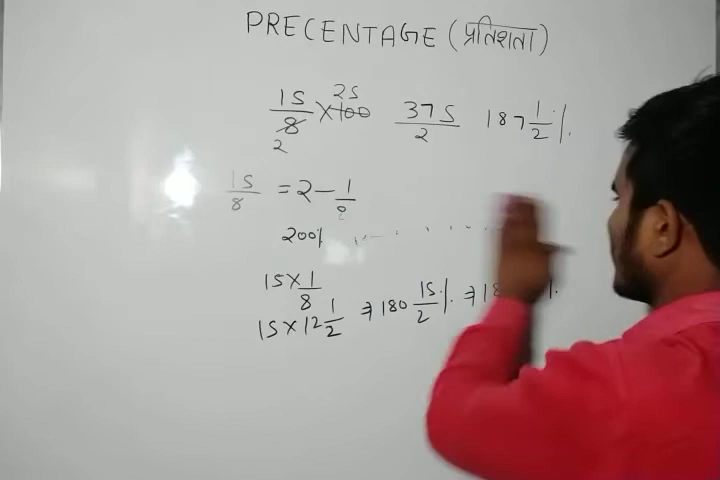 PRECENTAGE (प्रतिशता)
15/8 × 100 25 2 375/2 187 1/2 %.
15/8 = 2 - 1/8
200%
15 × 1/8
15 × 12 1/2 ⇒ 180 15/2 % ⇒ 18 %.